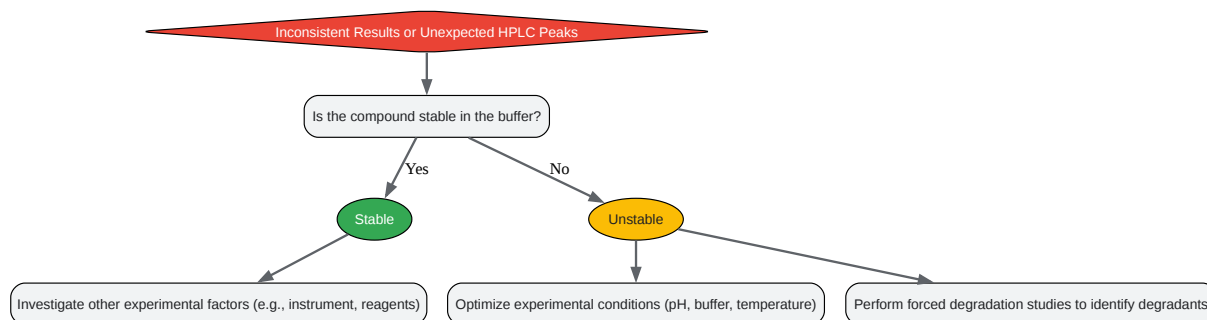 Inconsistent Results or Unexpected HPLC Peaks
Is the compound stable in the buffer?
Yes
No
Stable
Unstable
Investigate other experimental factors (e.g., instrument, reagents)
Optimize experimental conditions (pH, buffer, temperature)
Perform forced degradation studies to identify degradants